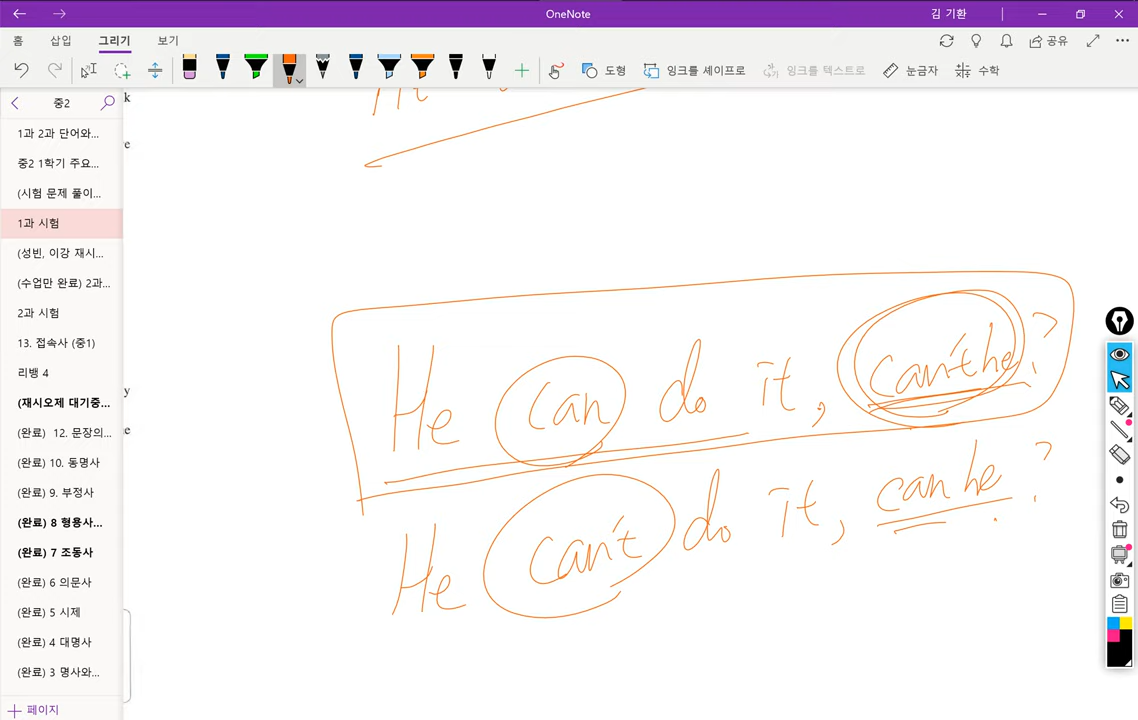 OneNote
김 기환
홈 삽입 그리기 보기
공유
도형 잉크를 셰이프로 잉크를 텍스트로 눈금자 수학
중2
1과 2과 단어와...
중2 1학기 주요...
(시험 문제 풀이...
1과 시험
(성빈, 이강 재시...
(수업만 완료) 2과...
2과 시험
13. 접속사 (중1)
리뱅 4
(재시오제 대기중...
(완료) 12. 문장의...
(완료) 10. 동명사
(완료) 9. 부정사
(완료) 8 형용사...
(완료) 7 조동사
(완료) 6 의문사
(완료) 5 시제
(완료) 4 대명사
(완료) 3 명사와...
페이지
k
e
y
e
He can do it, can't he?
He can't do it, can he?